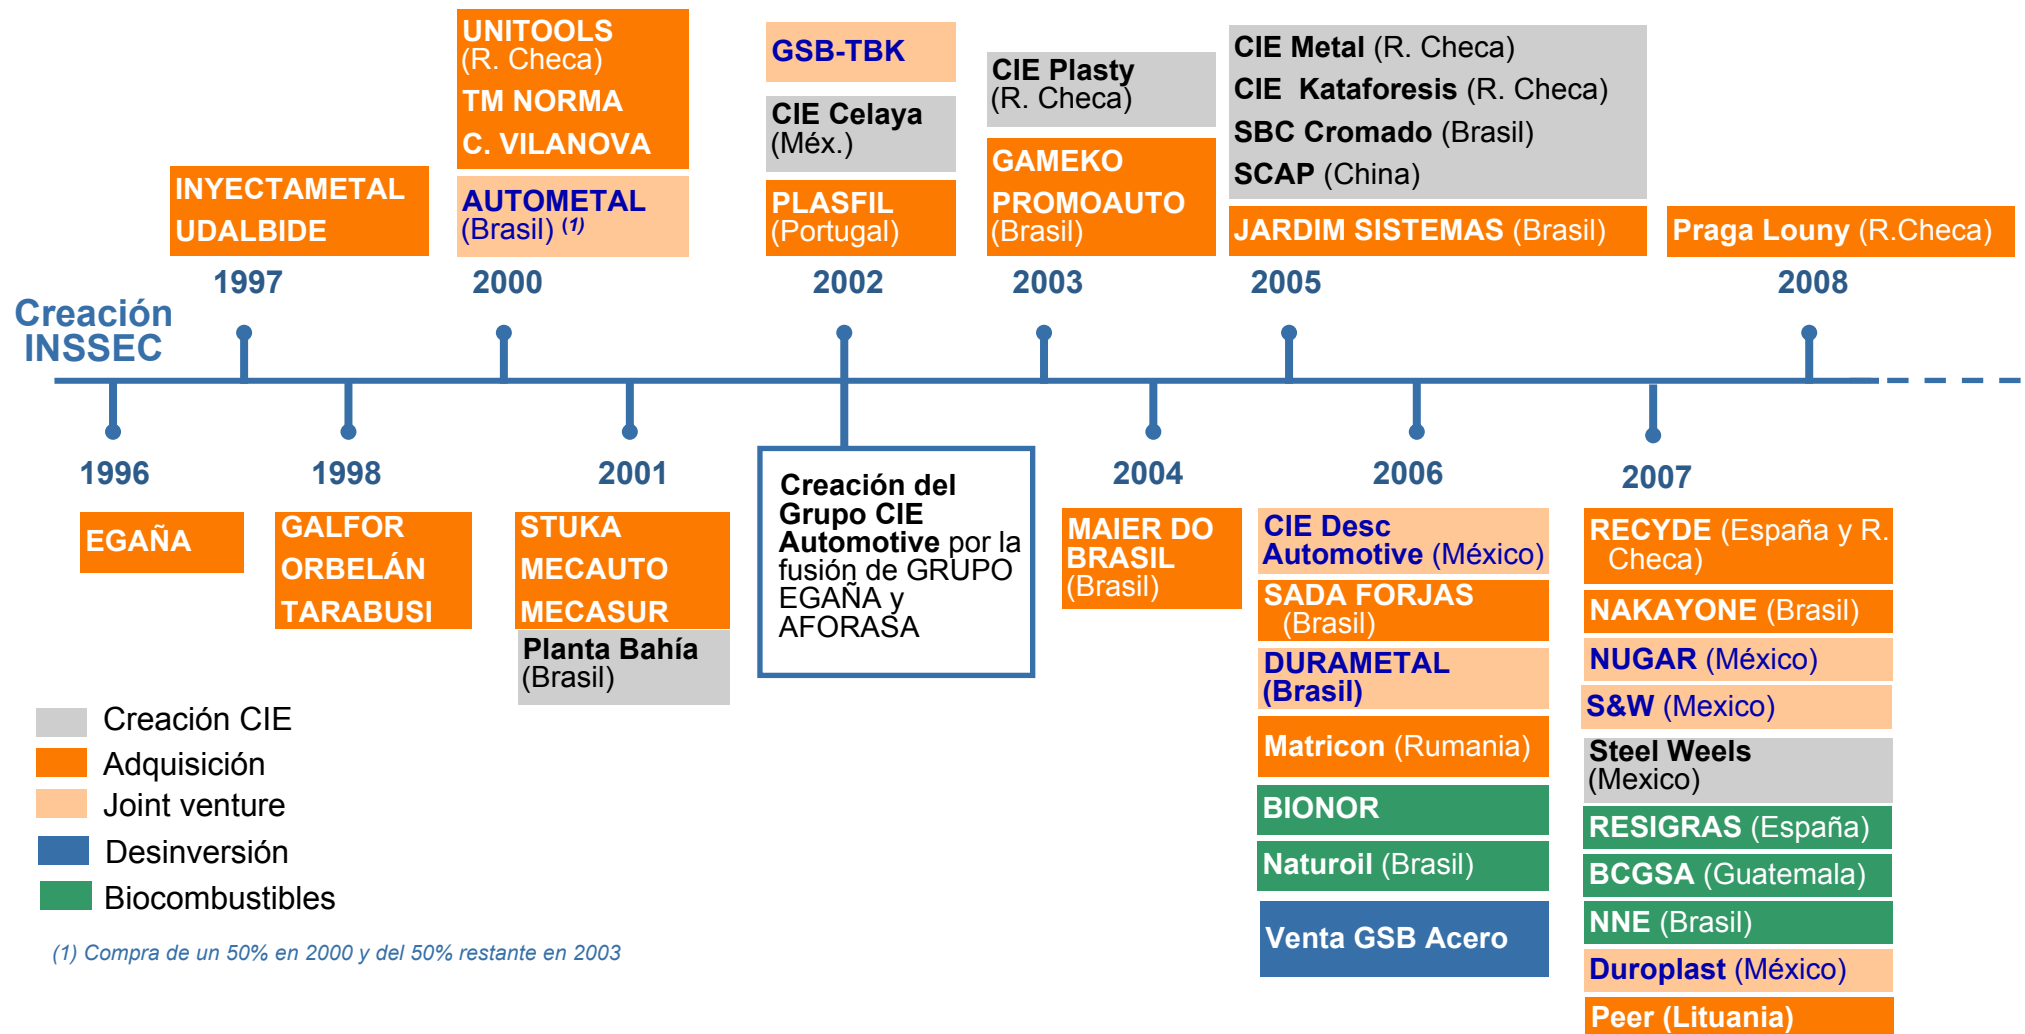 UNITOOLS
(R. Checa)
TM NORMA
C. VILANOVA
AUTOMETAL
(Brasil) (1)
INYECTAMETAL
UDALBIDE
GSB-TBK
CIE Celaya
(Méx.)
PLASFIL
(Portugal)
CIE Plasty
(R. Checa)
GAMEKO
PROMOAUTO
(Brasil)
CIE Metal (R. Checa)
CIE Kataforesis (R. Checa)
SBC Cromado (Brasil)
SCAP (China)
JARDIM SISTEMAS (Brasil)
Praga Louny (R.Checa)
1997
2000
2002
2003
2005
2008
Creación
INSSEC
1996
1998
2001
2004
2006
2007
EGAÑA
GALFOR
ORBELÁN
TARABUSI
STUKA
MECAUTO
MECASUR
Planta Bahía
(Brasil)
Creación del
Grupo CIE
Automotive por la
fusión de GRUPO
EGAÑA y
AFORASA
MAIER DO
BRASIL
(Brasil)
CIE Desc
Automotive (México)
SADA FORJAS
(Brasil)
DURAMETAL
(Brasil)
Matricon (Rumania)
BIONOR
Naturoil (Brasil)
Venta GSB Acero
RECYDE (España y R.
Checa)
NAKAYONE (Brasil)
NUGAR (México)
S&W (Mexico)
Steel Weels
(Mexico)
RESIGRAS (España)
BCGSA (Guatemala)
NNE (Brasil)
Duroplast (México)
Peer (Lituania)
Creación CIE
Adquisición
Joint venture
Desinversión
Biocombustibles
(1) Compra de un 50% en 2000 y del 50% restante en 2003